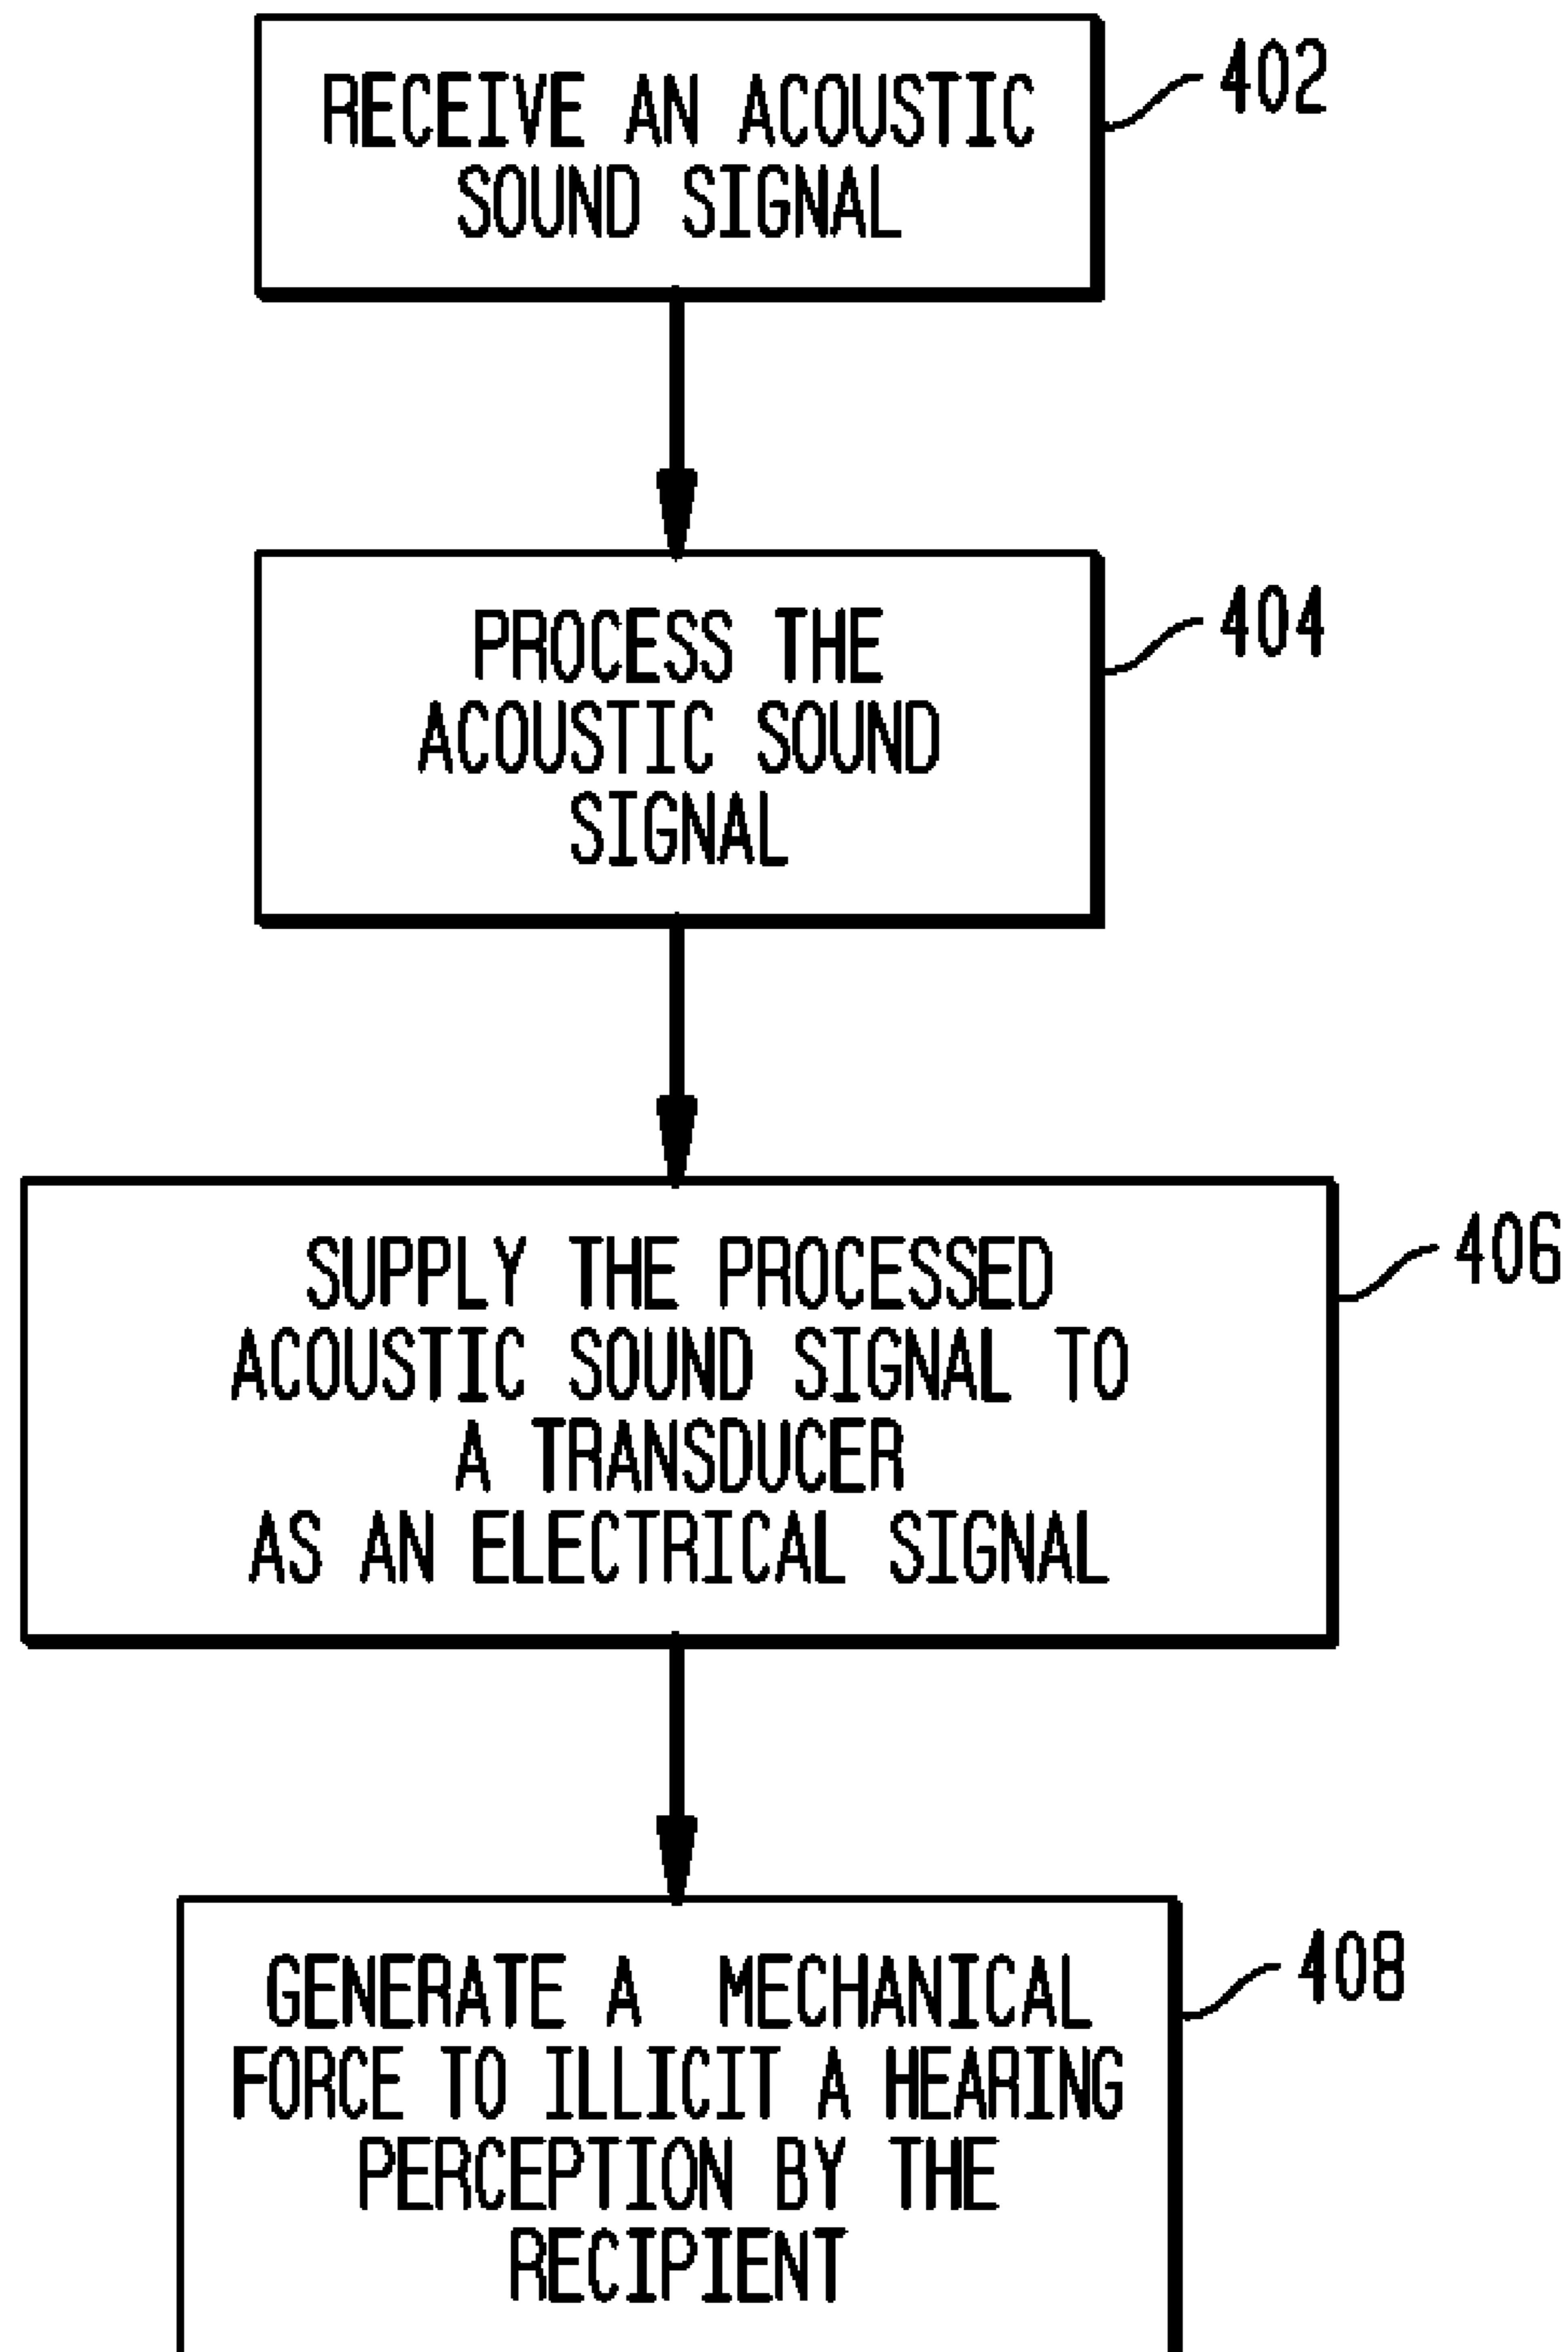 RECEIVE AN ACOUSTIC
SOUND SIGNAL
402
PROCESS THE
ACOUSTIC SOUND
SIGNAL
404
SUPPLY THE PROCESSED
ACOUSTIC SOUND SIGNAL TO
A TRANSDUCER
AS AN ELECTRICAL SIGNAL
406
GENERATE A MECHANICAL
FORCE TO ILLICIT A HEARING
PERCEPTION BY THE
RECIPIENT
408